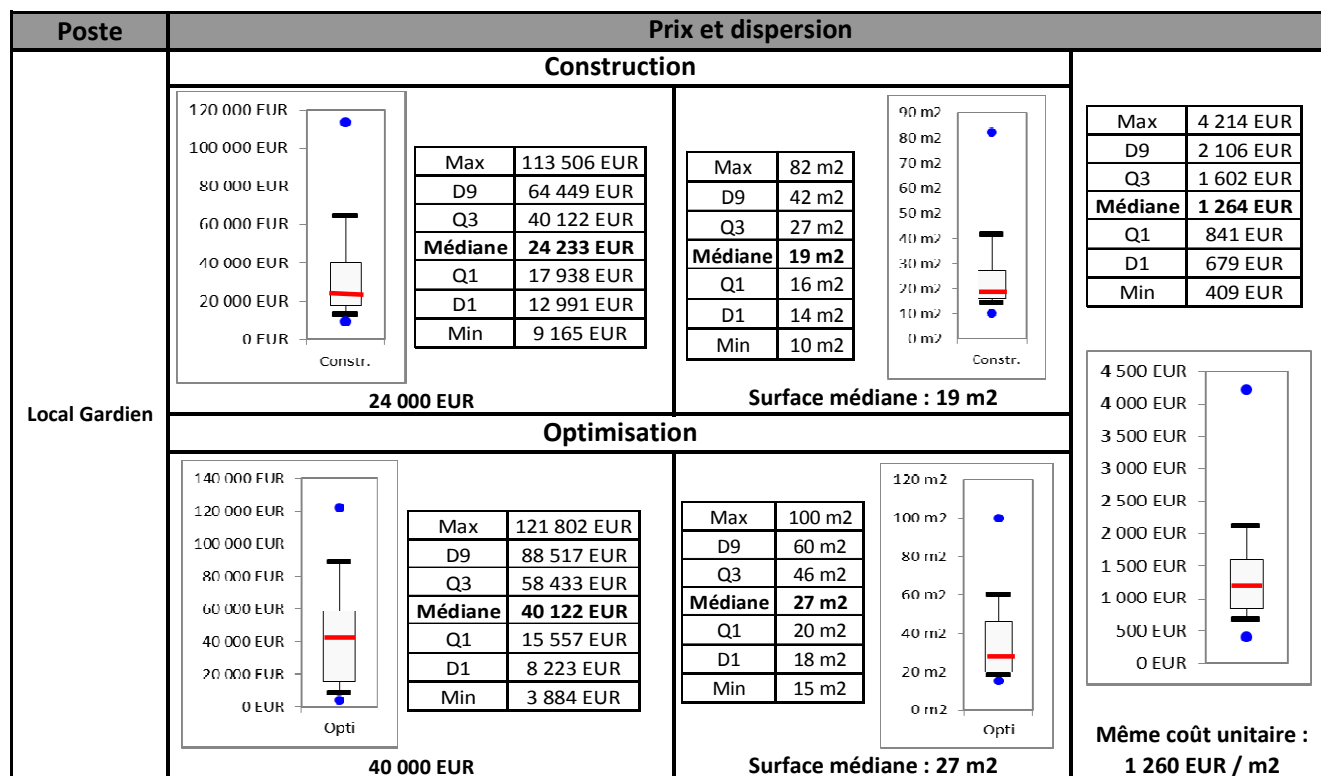 Poste
Prix et dispersion
Local Gardien
Construction
120 000 EUR
100 000 EUR
80 000 EUR
60 000 EUR
40 000 EUR
20 000 EUR
0 EUR
Constr.
Max 113 506 EUR
D9 64 449 EUR
Q3 40 122 EUR
Médiane 24 233 EUR
Q1 17 938 EUR
D1 12 991 EUR
Min 9 165 EUR
24 000 EUR
Max 82 m2
D9 42 m2
Q3 27 m2
Médiane 19 m2
Q1 16 m2
D1 14 m2
Min 10 m2
90 m2
80 m2
70 m2
60 m2
50 m2
40 m2
30 m2
20 m2
10 m2
0 m2
Constr.
Surface médiane : 19 m2
Optimisation
140 000 EUR
120 000 EUR
100 000 EUR
80 000 EUR
60 000 EUR
40 000 EUR
20 000 EUR
0 EUR
Opti
Max 121 802 EUR
D9 88 517 EUR
Q3 58 433 EUR
Médiane 40 122 EUR
Q1 15 557 EUR
D1 8 223 EUR
Min 3 884 EUR
40 000 EUR
Max 100 m2
D9 60 m2
Q3 46 m2
Médiane 27 m2
Q1 20 m2
D1 18 m2
Min 15 m2
120 m2
100 m2
80 m2
60 m2
40 m2
20 m2
0 m2
Opti
Surface médiane : 27 m2
Max 4 214 EUR
D9 2 106 EUR
Q3 1 602 EUR
Médiane 1 264 EUR
Q1 841 EUR
D1 679 EUR
Min 409 EUR
4 500 EUR
4 000 EUR
3 500 EUR
3 000 EUR
2 500 EUR
2 000 EUR
1 500 EUR
1 000 EUR
500 EUR
0 EUR
Même coût unitaire :
1 260 EUR / m2